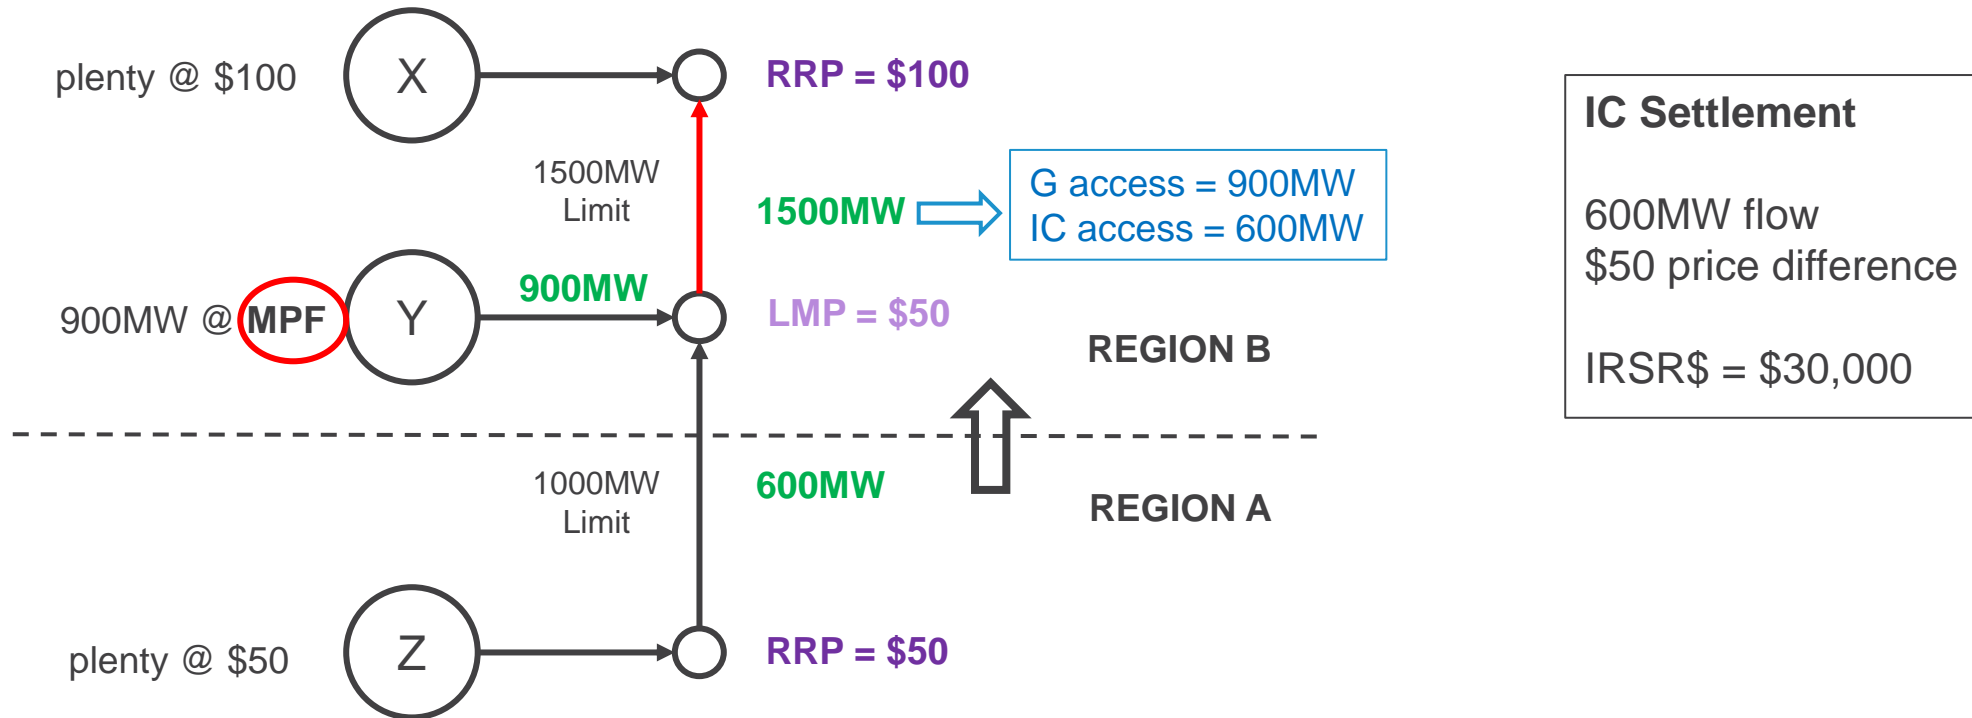 plenty @ $100
X
RRP = $100
1500MW
Limit
1500MW
G access = 900MW
IC access = 600MW
900MW @ MPF
Y
900MW
LMP = $50
REGION B
1000MW
Limit
600MW
REGION A
plenty @ $50
Z
RRP = $50
IC Settlement
600MW flow
$50 price difference
IRSR$ = $30,000